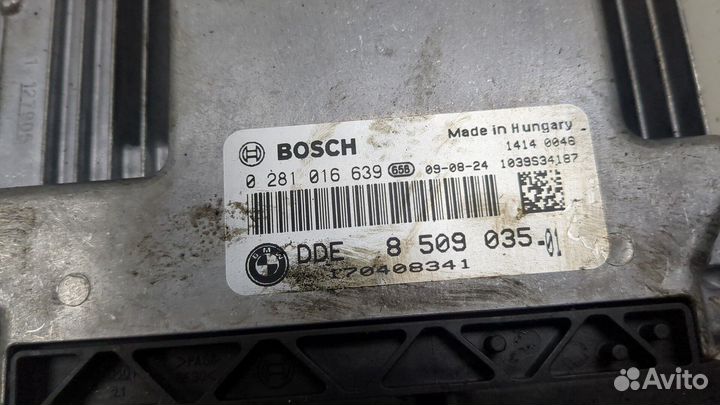 BOSCH
Made in Hungary
1414 0046
0 281 016 639 656 09-08-24 1039S34187
BMW
DDE 8 509 035-01
170408341
Avito